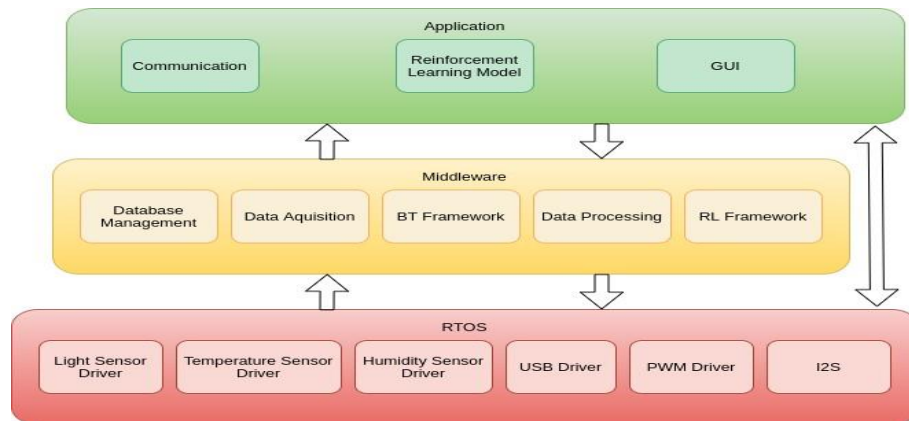 Application
Communication
Reinforcement
Learning Model
GUI
Middleware
Database
Management
Data Aquisition
BT Framework
Data Processing
RL Framework
RTOS
Light Sensor
Driver
Temperature Sensor
Driver
Humidity Sensor
Driver
USB Driver
PWM Driver
I2S